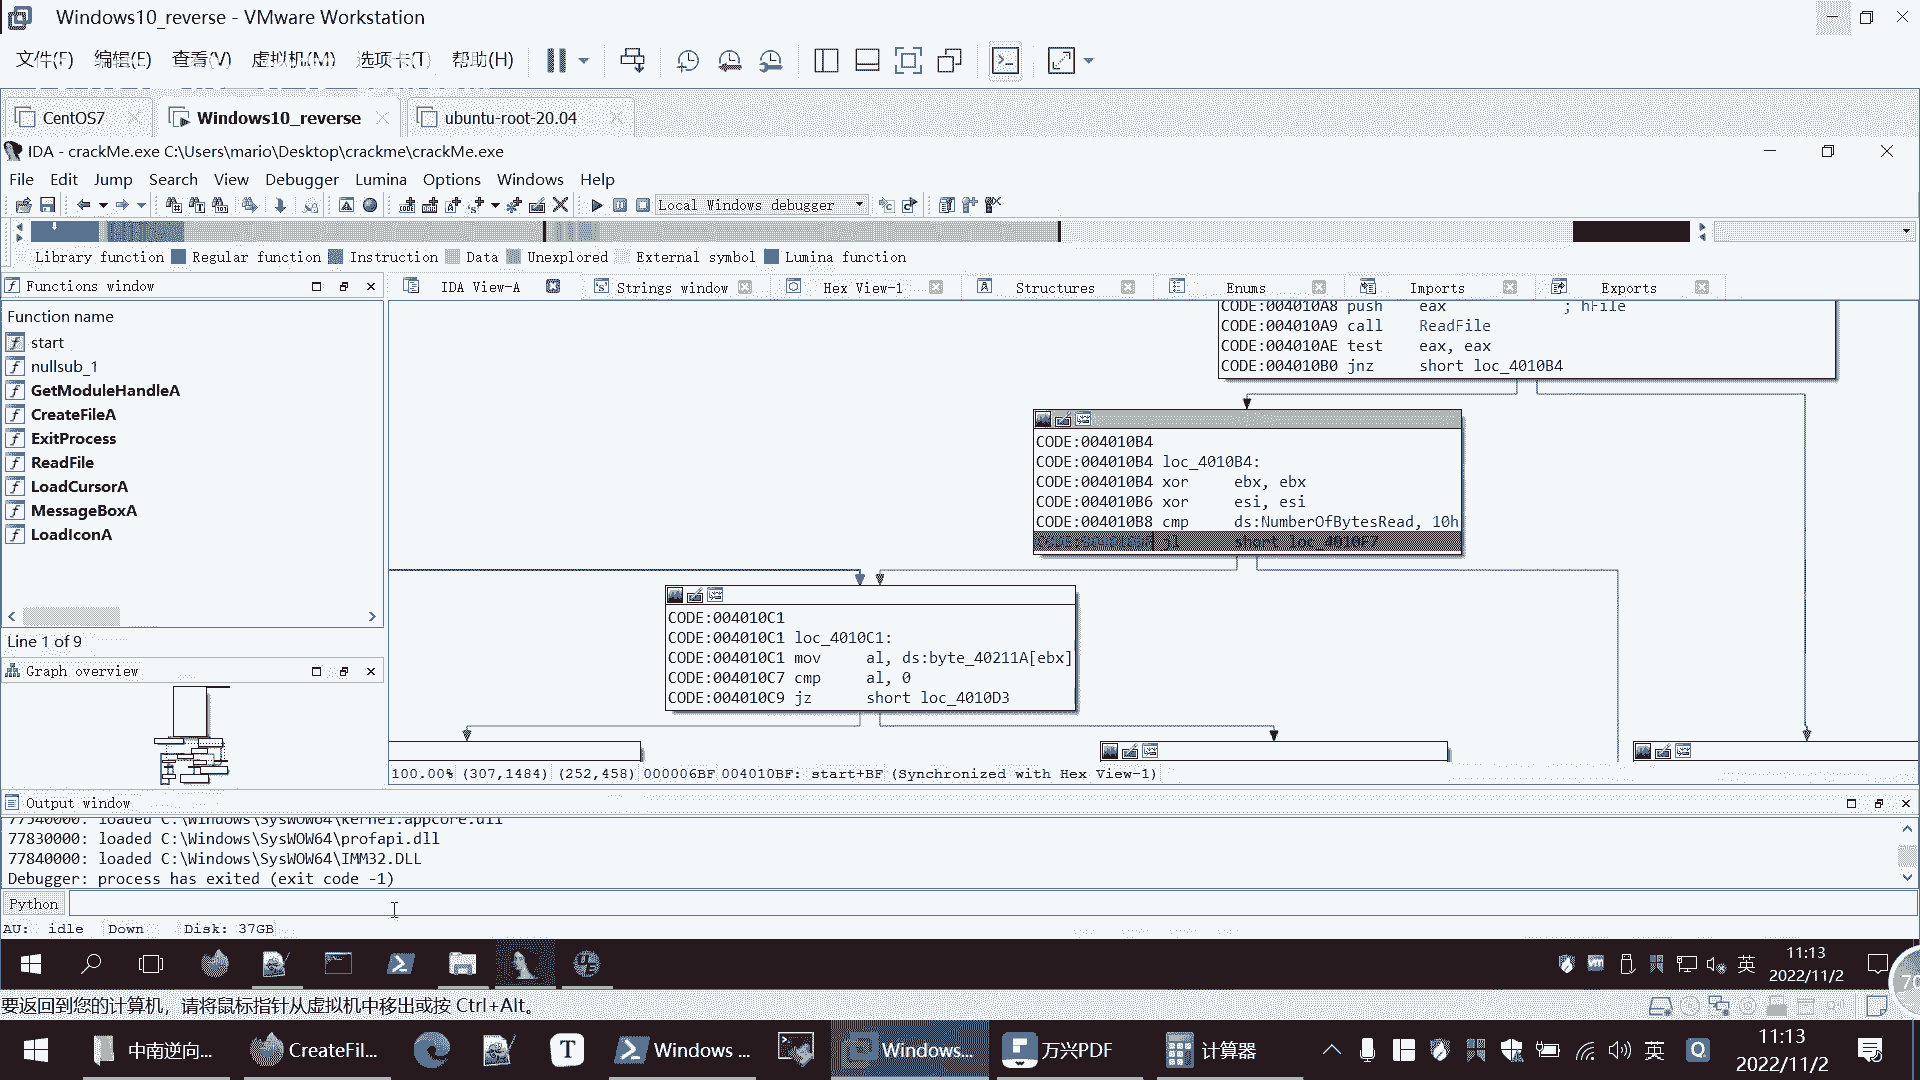 Windows10_reverse - VMware Workstation
文件(F) 编辑(E) 查看(V) 虚拟机(M) 选项卡(T) 帮助(H)
CentOS7 Windows10_reverse ubuntu-root-20.04
IDA - crackMe.exe C:\Users\mario\Desktop\crackme\crackMe.exe
File Edit Jump Search View Debugger Lumina Options Windows Help
Local Windows debugger
Library function Regular function Instruction Data Unexplored External symbol Lumina function
Functions window
IDA View-A Strings window Hex View-1 Structures Enums Imports Exports
Function name
start
nullsub_1
GetModuleHandleA
CreateFileA
ExitProcess
ReadFile
LoadCursorA
MessageBoxA
LoadIconA
Line 1 of 9
Graph overview
CODE:004010A8 push eax ; hFile
CODE:004010A9 call ReadFile
CODE:004010AE test eax, eax
CODE:004010B0 jnz short loc_4010B4
CODE:004010B4
CODE:004010B4 loc_4010B4:
CODE:004010B4 xor ebx, ebx
CODE:004010B6 xor esi, esi
CODE:004010B8 cmp ds:NumberOfBytesRead, 10h
CODE:004010BF jl short loc_4010F7
CODE:004010C1
CODE:004010C1 loc_4010C1:
CODE:004010C1 mov al, ds:byte_40211A[ebx]
CODE:004010C7 cmp al, 0
CODE:004010C9 jz short loc_4010D3
100.00% (307,1484) (252,458) 000006BF 004010BF: start+BF (Synchronized with Hex View-1)
Output window
77540000: loaded C:\Windows\SysWOW64\kernel.appcore.dll
77830000: loaded C:\Windows\SysWOW64\profapi.dll
77840000: loaded C:\Windows\SysWOW64\IMM32.DLL
Debugger: process has exited (exit code -1)
Python
AU: idle Down Disk: 37GB
英 11:13
2022/11/2
70
要返回到您的计算机，请将鼠标指针从虚拟机中移出或按 Ctrl+Alt。
中南逆向... CreateFil... T Windows ... Windows... 万兴PDF 计算器 英 11:13
2022/11/2